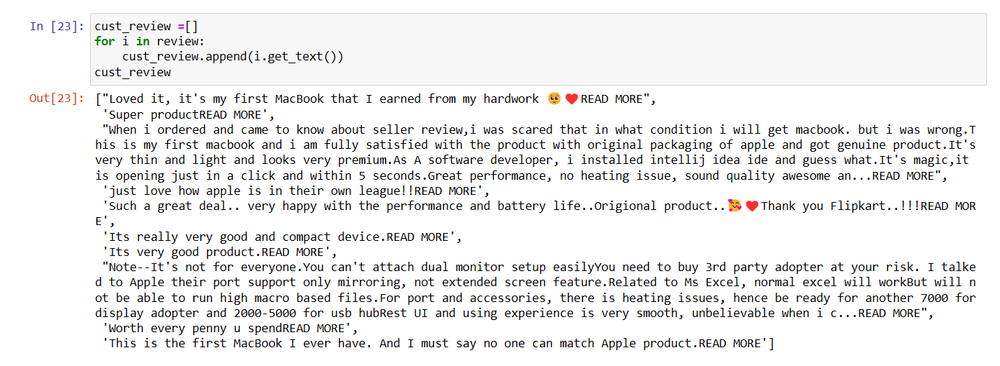 In [23]: cust_review =[]
for i in review:
    cust_review.append(i.get_text())
cust_review
Out[23]: ["Loved it, it's my first MacBook that I earned from my hardwork 🥺❤️READ MORE",
 'Super productREAD MORE',
 "When i ordered and came to know about seller review,i was scared that in what condition i will get macbook. but i was wrong.T
his is my first macbook and i am fully satisfied with the product with original packaging of apple and got genuine product.It's
very thin and light and looks very premium.As A software developer, i installed intellij idea ide and guess what.It's magic,it
is opening just in a click and within 5 seconds.Great performance, no heating issue, sound quality awesome an...READ MORE",
 'just love how apple is in their own league!!READ MORE',
 'Such a great deal.. very happy with the performance and battery life..Origional product..🥰❤️Thank you Flipkart..!!!READ MOR
E',
 'Its really very good and compact device.READ MORE',
 'Its very good product.READ MORE',
 "Note--It's not for everyone.You can't attach dual monitor setup easilyYou need to buy 3rd party adopter at your risk. I talke
d to Apple their port support only mirroring, not extended screen feature.Related to Ms Excel, normal excel will workBut will n
ot be able to run high macro based files.For port and accessories, there is heating issues, hence be ready for another 7000 for
display adopter and 2000-5000 for usb hubRest UI and using experience is very smooth, unbelievable when i c...READ MORE",
 'Worth every penny u spendREAD MORE',
 'This is the first MacBook I ever have. And I must say no one can match Apple product.READ MORE']